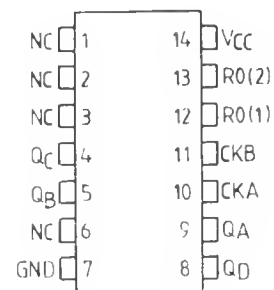 NC 1 14 VCC
NC 2 13 R0(2)
NC 3 12 R0(1)
QC 4 11 CKB
QB 5 10 CKA
NC 6 9 QA
GND 7 8 QD